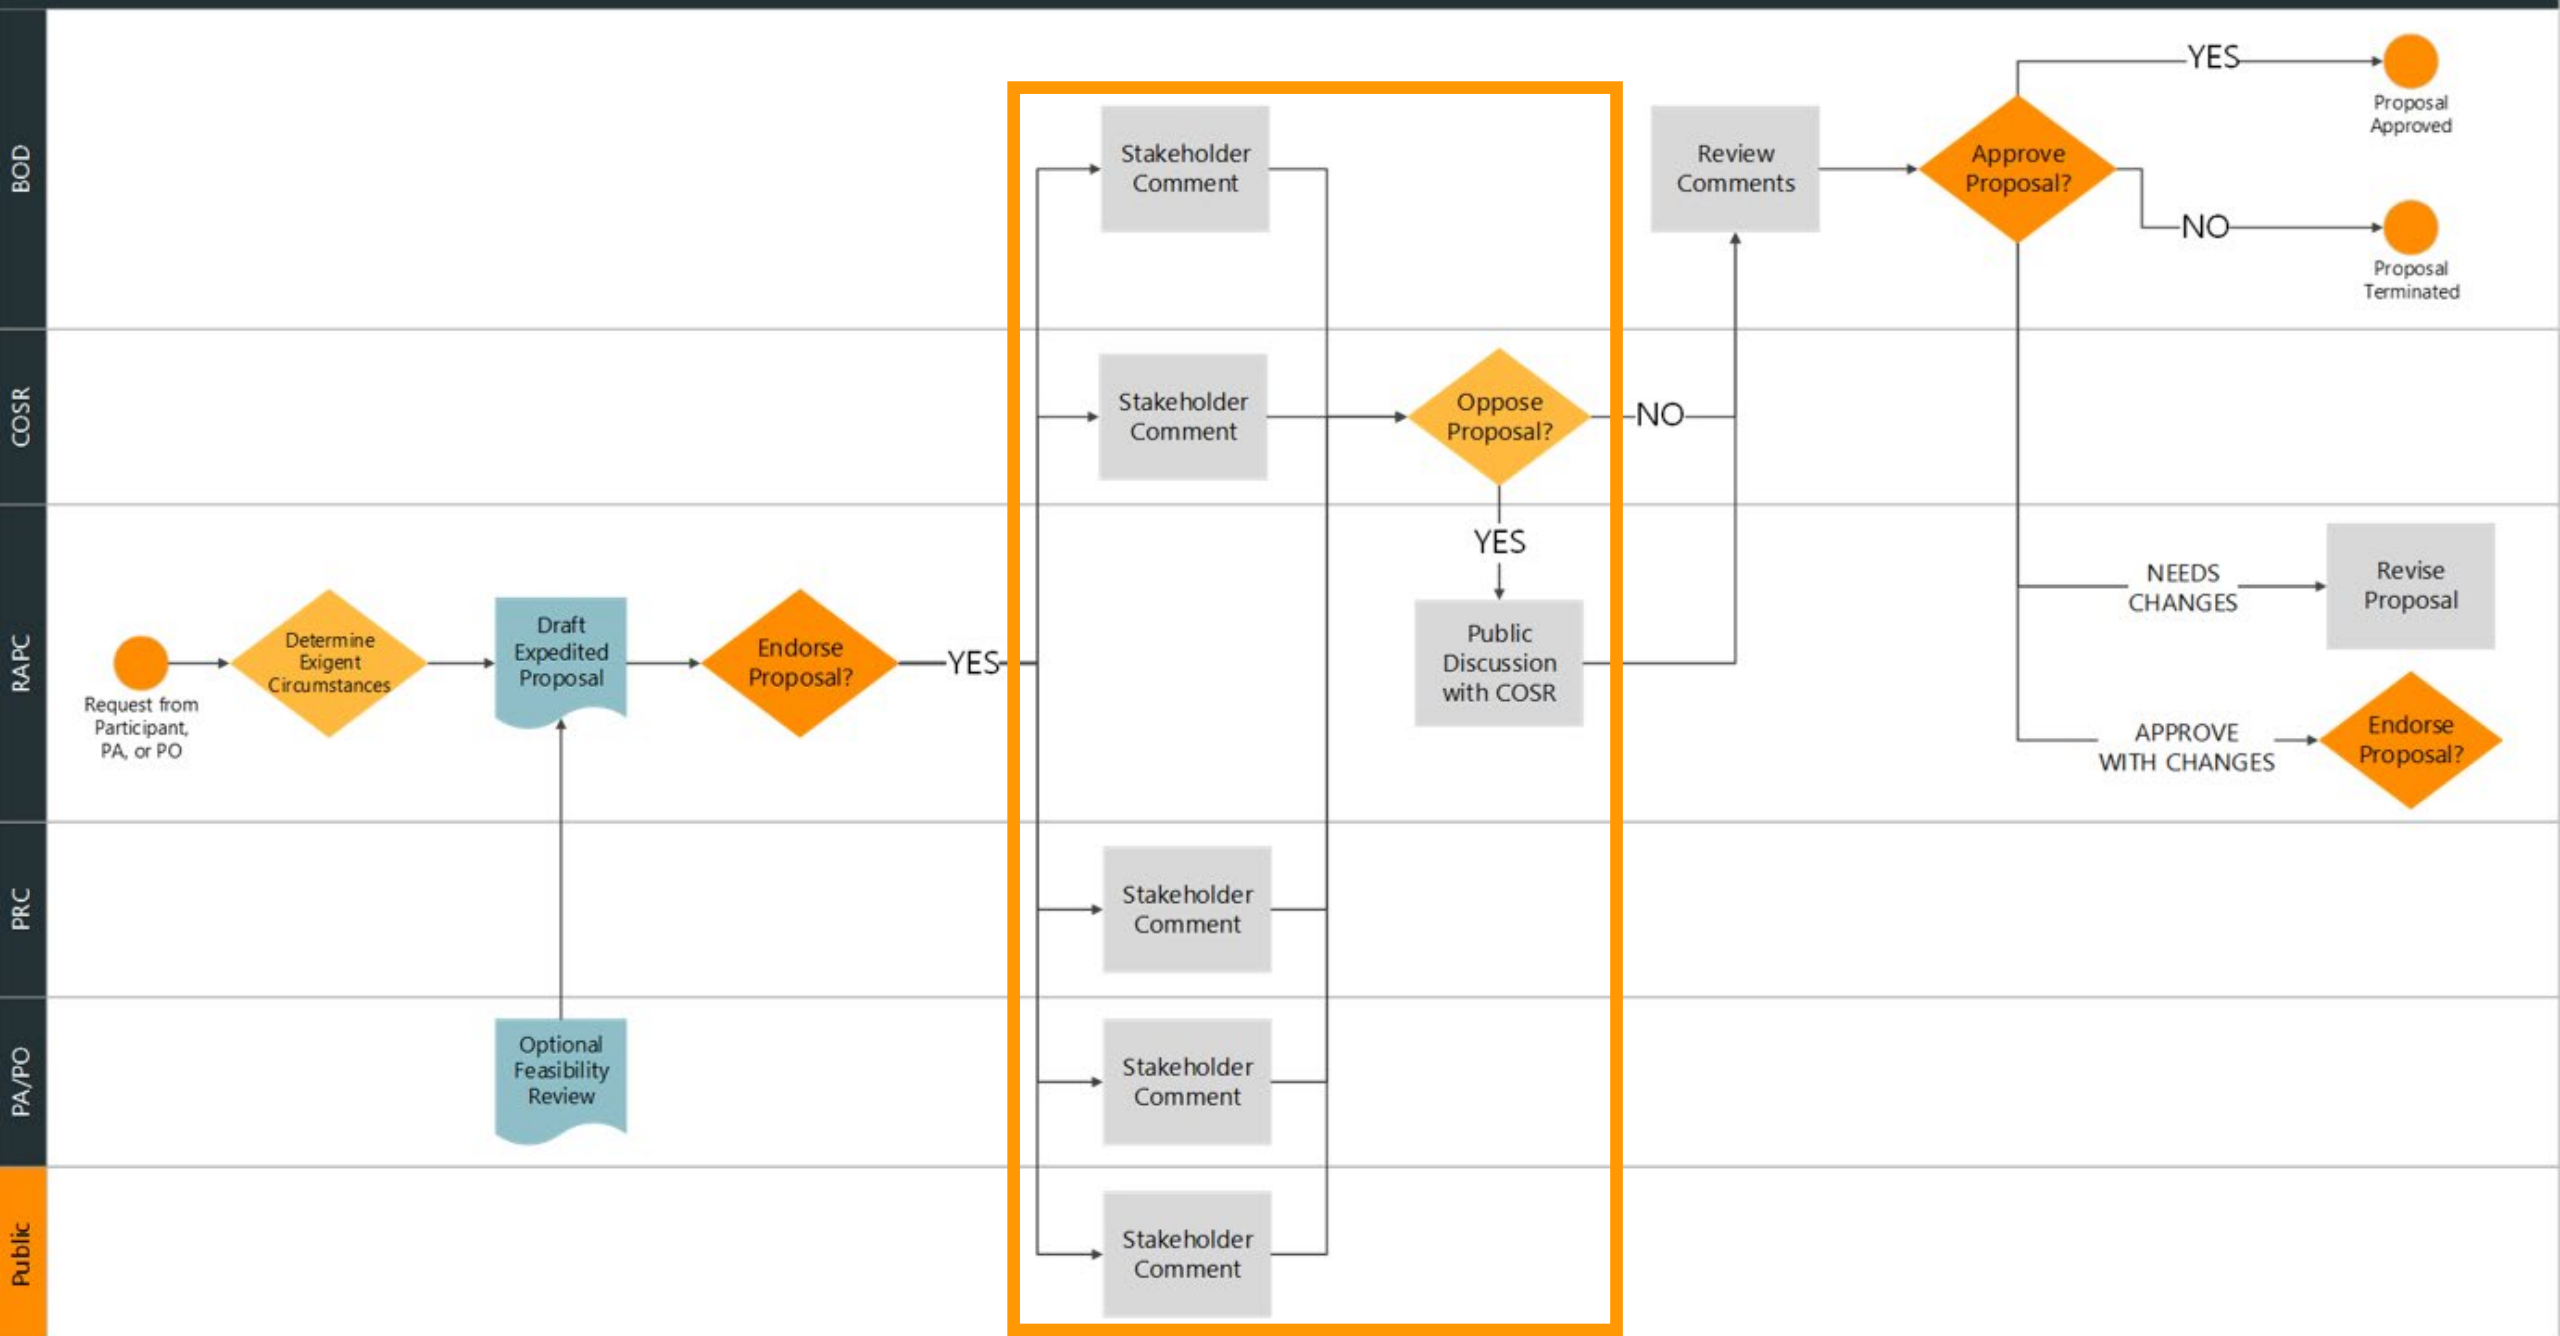 BOD
Stakeholder
Comment
Review
Comments
Approve
Proposal?
YES
Proposal
Approved
NO
Proposal
Terminated
COSR
Stakeholder
Comment
Oppose
Proposal?
NO
YES
RAPC
Request from
Participant,
PA, or PO
Determine
Exigent
Circumstances
Draft
Expedited
Proposal
Endorse
Proposal?
YES
Public
Discussion
with COSR
NEEDS
CHANGES
Revise
Proposal
APPROVE
WITH CHANGES
Endorse
Proposal?
PRC
Stakeholder
Comment
PA/PO
Optional
Feasibility
Review
Stakeholder
Comment
Public
Stakeholder
Comment